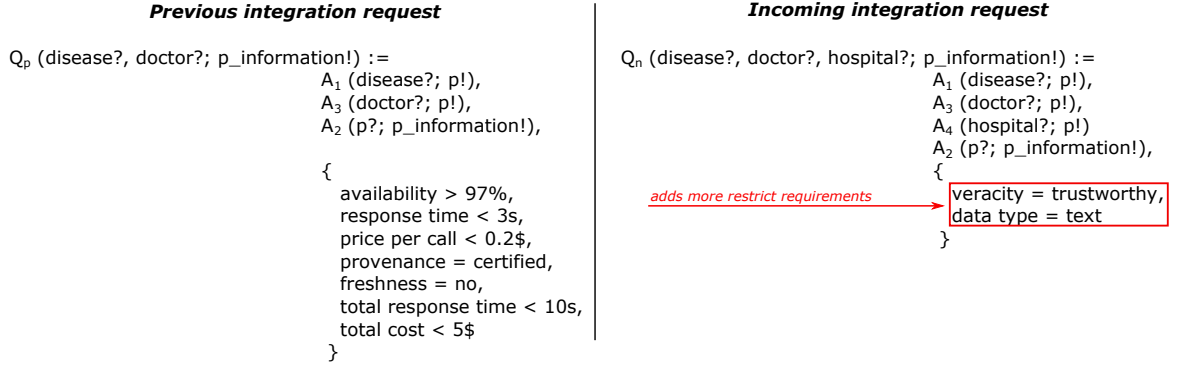 Previous integration request
Qₚ (disease?, doctor?; p_information!) :=
A₁ (disease?; p!),
A₃ (doctor?; p!),
A₂ (p?; p_information!),
{
availability > 97%,
response time < 3s,
price per call < 0.2$,
provenance = certified,
freshness = no,
total response time < 10s,
total cost < 5$
}
Incoming integration request
Qₙ (disease?, doctor?, hospital?; p_information!) :=
A₁ (disease?; p!),
A₃ (doctor?; p!),
A₄ (hospital?; p!)
A₂ (p?; p_information!),
{
adds more restrict requirements
veracity = trustworthy,
data type = text
}